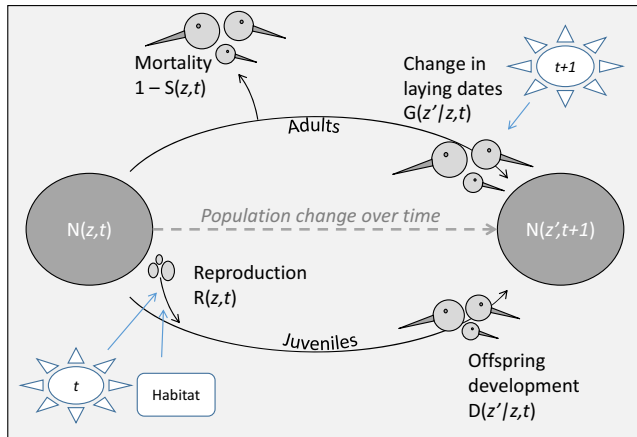 Mortality
1 – S(z,t)
Change in
laying dates
G(z'|z,t)
t+1
Adults
N(z,t)
Population change over time
N(z',t+1)
Reproduction
R(z,t)
Juveniles
t
Habitat
Offspring
development
D(z'|z,t)